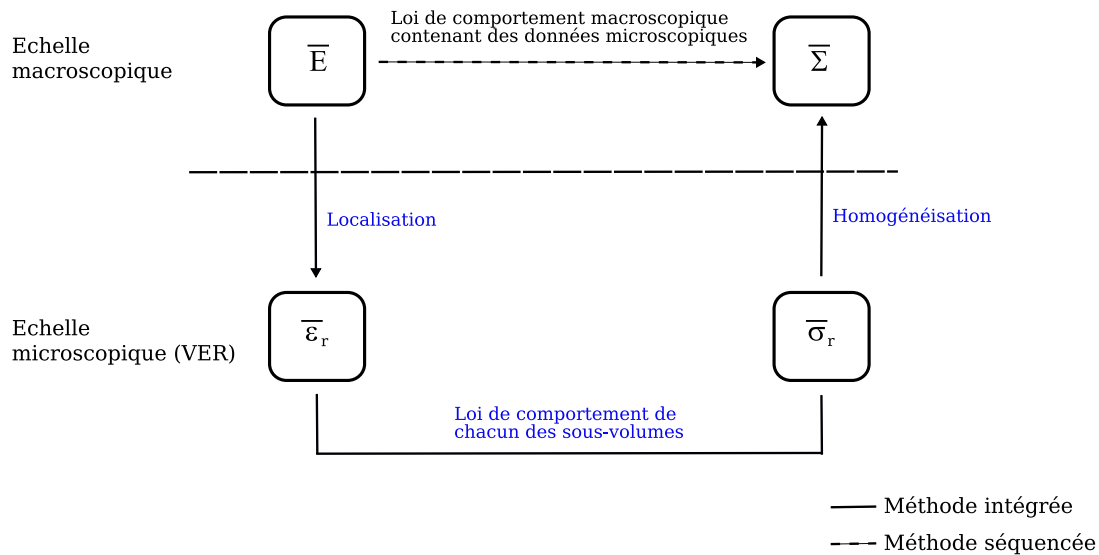 Loi de comportement macroscopique
contenant des données microscopiques
Echelle
macroscopique
E̅
Σ̅
Localisation
Homogénéisation
Echelle
microscopique (VER)
ε̅r
σ̅r
Loi de comportement de
chacun des sous-volumes
Méthode intégrée
Méthode séquencée